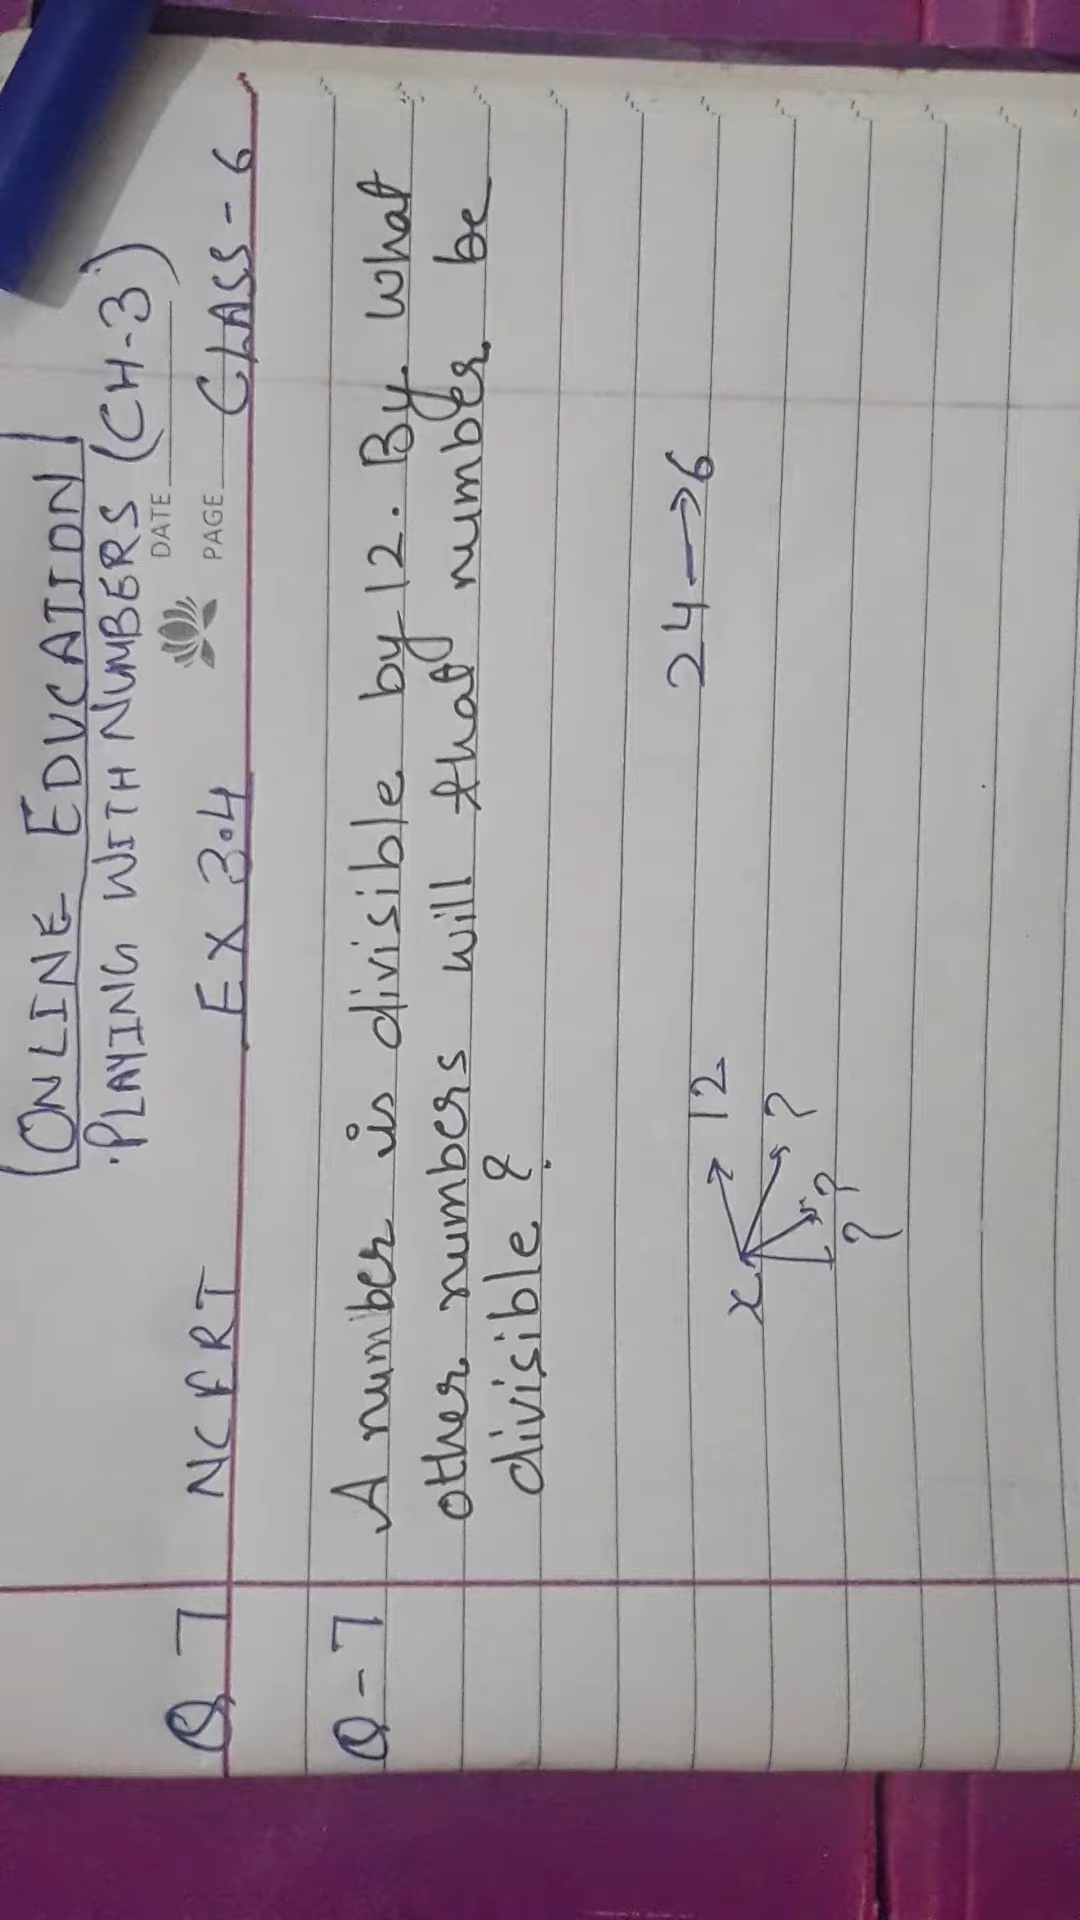 ONLINE EDUCATION
PLAYING WITH NUMBERS (CH-3)
DATE
PAGE
Q 7 NCERT EX 3.4 CLASS-6
Q-7 A number is divisible by 12. By what
other numbers will that number be
divisible ?
x 12 24→6
?
?
?